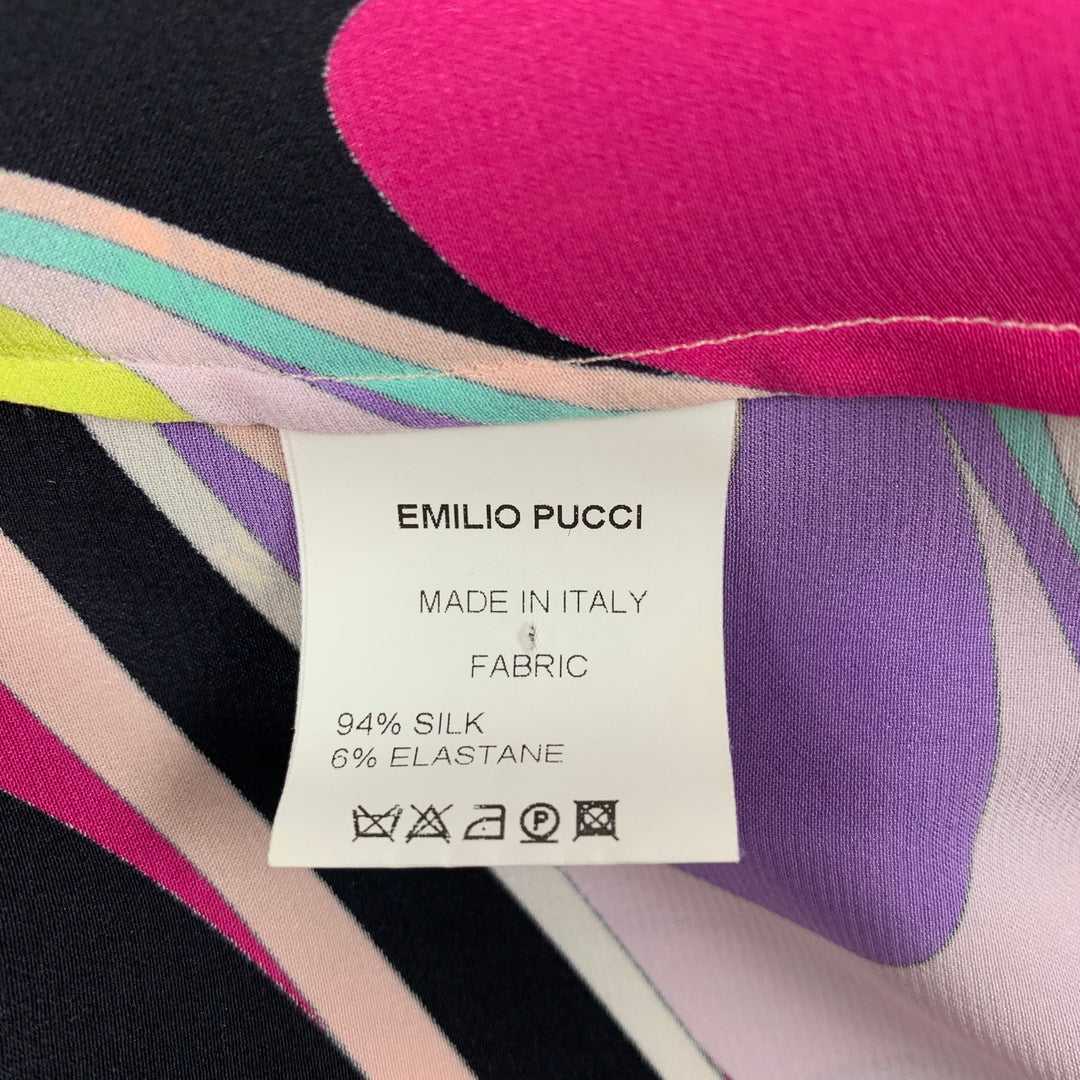 EMILIO PUCCI
MADE IN ITALY
FABRIC
94% SILK
6% ELASTANE
P